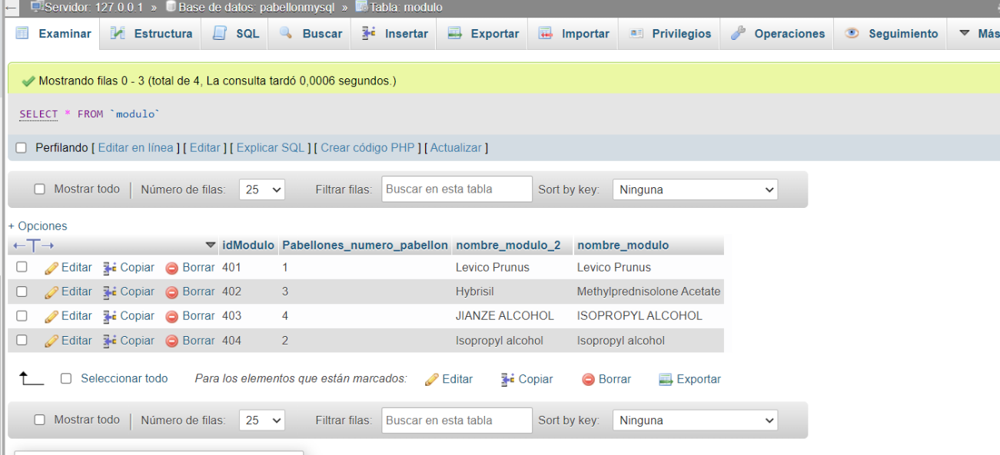 Servidor: 127.0.0.1 » Base de datos: pabellonmysql » Tabla: modulo
Examinar Estructura SQL Buscar Insertar Exportar Importar Privilegios Operaciones Seguimiento Más
Mostrando filas 0 - 3 (total de 4, La consulta tardó 0,0006 segundos.)
SELECT * FROM `modulo`
Perfilando [ Editar en línea ] [ Editar ] [ Explicar SQL ] [ Crear código PHP ] [ Actualizar ]
Mostrar todo | Número de filas: 25 Filtrar filas: Buscar en esta tabla Sort by key: Ninguna
+ Opciones
←T→ idModulo Pabellones_numero_pabellon nombre_modulo_2 nombre_modulo
Editar Copiar Borrar 401 1 Levico Prunus Levico Prunus
Editar Copiar Borrar 402 3 Hybrisil Methylprednisolone Acetate
Editar Copiar Borrar 403 4 JIANZE ALCOHOL ISOPROPYL ALCOHOL
Editar Copiar Borrar 404 2 Isopropyl alcohol Isopropyl alcohol
Seleccionar todo Para los elementos que están marcados: Editar Copiar Borrar Exportar
Mostrar todo | Número de filas: 25 Filtrar filas: Buscar en esta tabla Sort by key: Ninguna